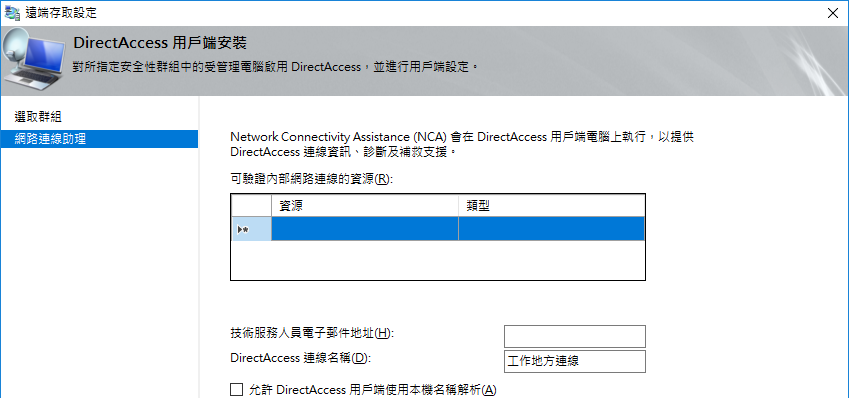 遠端存取設定
DirectAccess 用戶端安裝
對所指定安全性群組中的受管理電腦啟用 DirectAccess，並進行用戶端設定。
選取群組
網路連線助理
Network Connectivity Assistance (NCA) 會在 DirectAccess 用戶端電腦上執行，以提供
DirectAccess 連線資訊、診斷及補救支援。
可驗證內部網路連線的資源(R):
資源 類型
技術服務人員電子郵件地址(H):
DirectAccess 連線名稱(D): 工作地方連線
允許 DirectAccess 用戶端使用本機名稱解析(A)